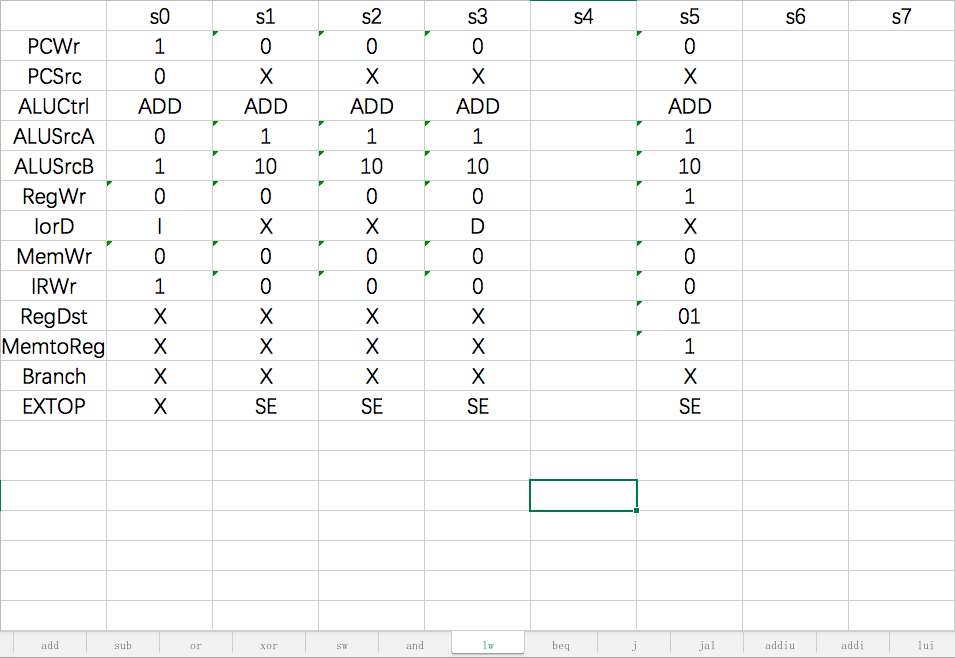 s0 s1 s2 s3 s4 s5 s6 s7
PCWr 1 0 0 0 0
PCSrc 0 X X X X
ALUCtrl ADD ADD ADD ADD ADD
ALUSrcA 0 1 1 1 1
ALUSrcB 1 10 10 10 10
RegWr 0 0 0 0 1
IorD I X X D X
MemWr 0 0 0 0 0
IRWr 1 0 0 0 0
RegDst X X X X 01
MemtoReg X X X X 1
Branch X X X X X
EXTOP X SE SE SE SE
add sub or xor sw and lw beq j jal addiu addi lui